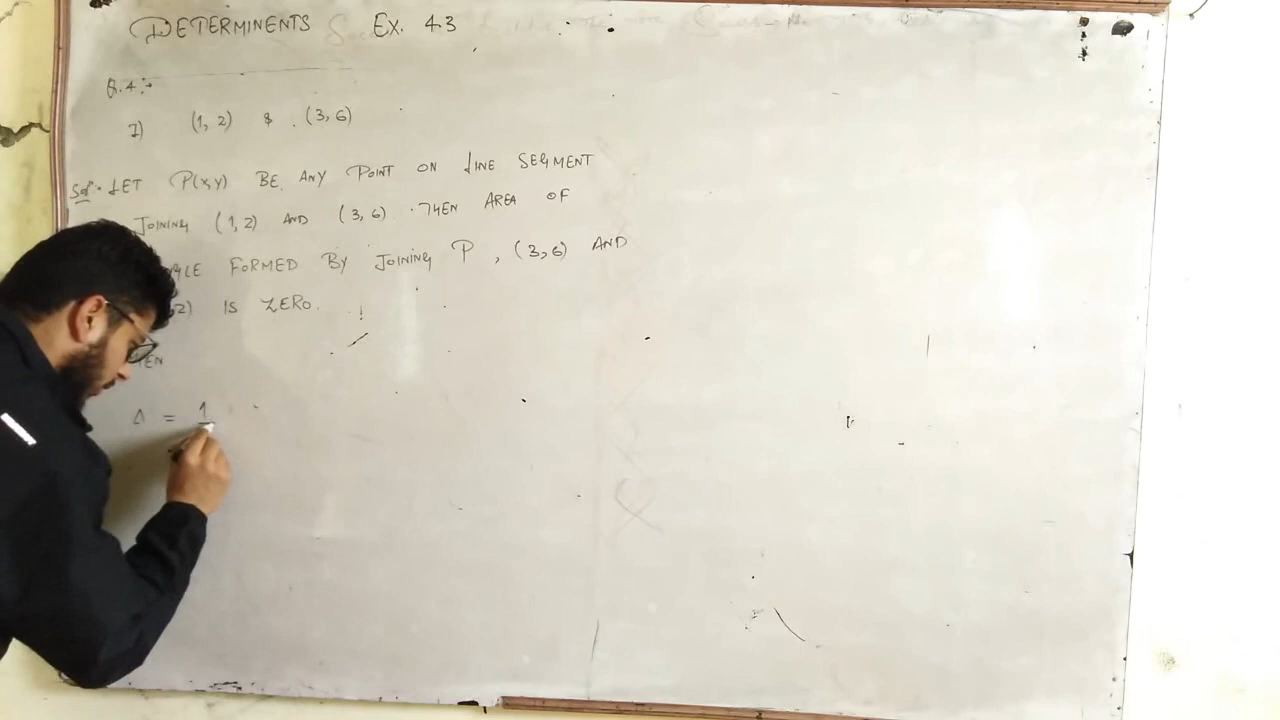 DETERMINENTS Ex. 4.3
Q.4:→
I) (1, 2) & (3, 6)
Solⁿ. LET P(x,y) BE ANY POINT ON LINE SEGMENT
JOINING (1, 2) AND (3, 6) . THEN AREA OF
GLE FORMED BY JOINING P , (3,6) AND
2) IS ZERO.
EN
Δ = 1